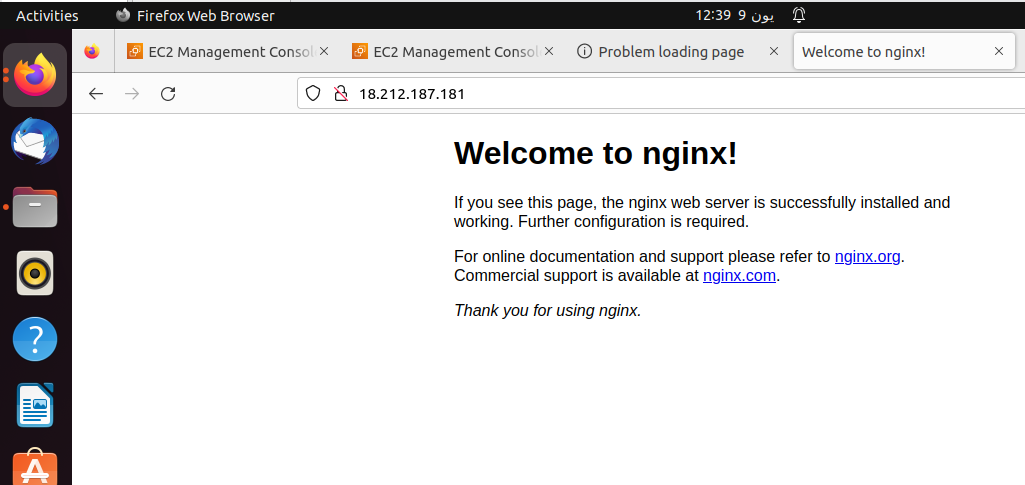 Activities
Firefox Web Browser
12:39 9 يون
EC2 Management Consol
EC2 Management Consol
Problem loading page
Welcome to nginx!
18.212.187.181
Welcome to nginx!
If you see this page, the nginx web server is successfully installed and
working. Further configuration is required.
For online documentation and support please refer to nginx.org.
Commercial support is available at nginx.com.
Thank you for using nginx.